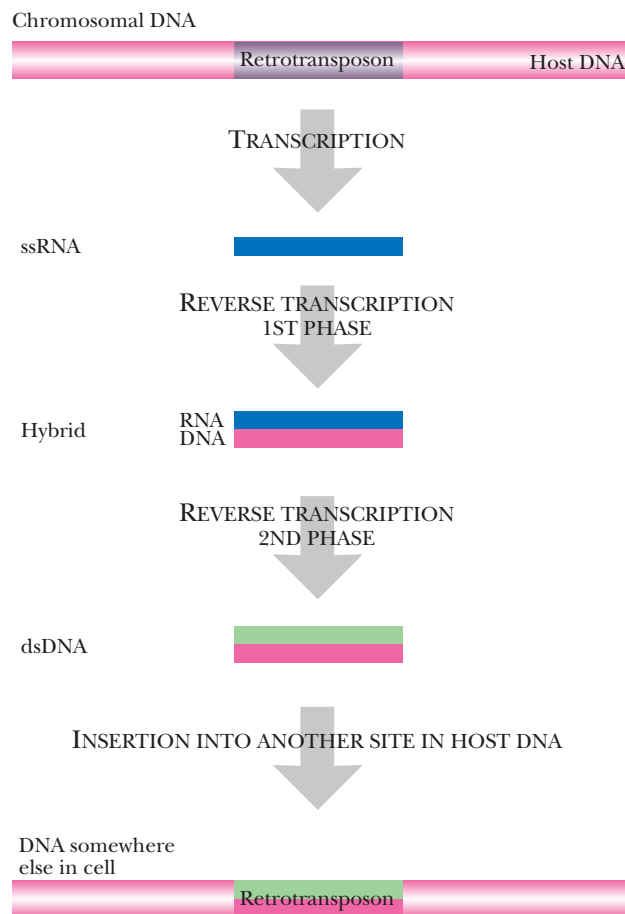 Chromosomal DNA
Retrotransposon
Host DNA
TRANSCRIPTION
ssRNA
REVERSE TRANSCRIPTION
1ST PHASE
RNA
Hybrid
DNA
REVERSE TRANSCRIPTION
2ND PHASE
dsDNA
INSERTION INTO ANOTHER SITE IN HOST DNA
DNA somewhere
else in cell
Retrotransposon